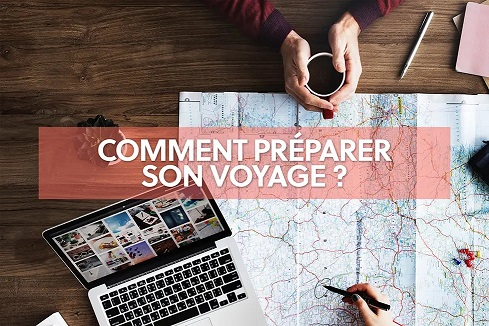 COMMENT PRÉPARER
SON VOYAGE ?